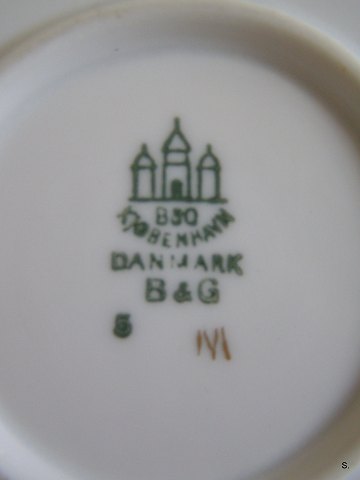 B&G
KJØBENHAVN
DANMARK
B & G
5
S.